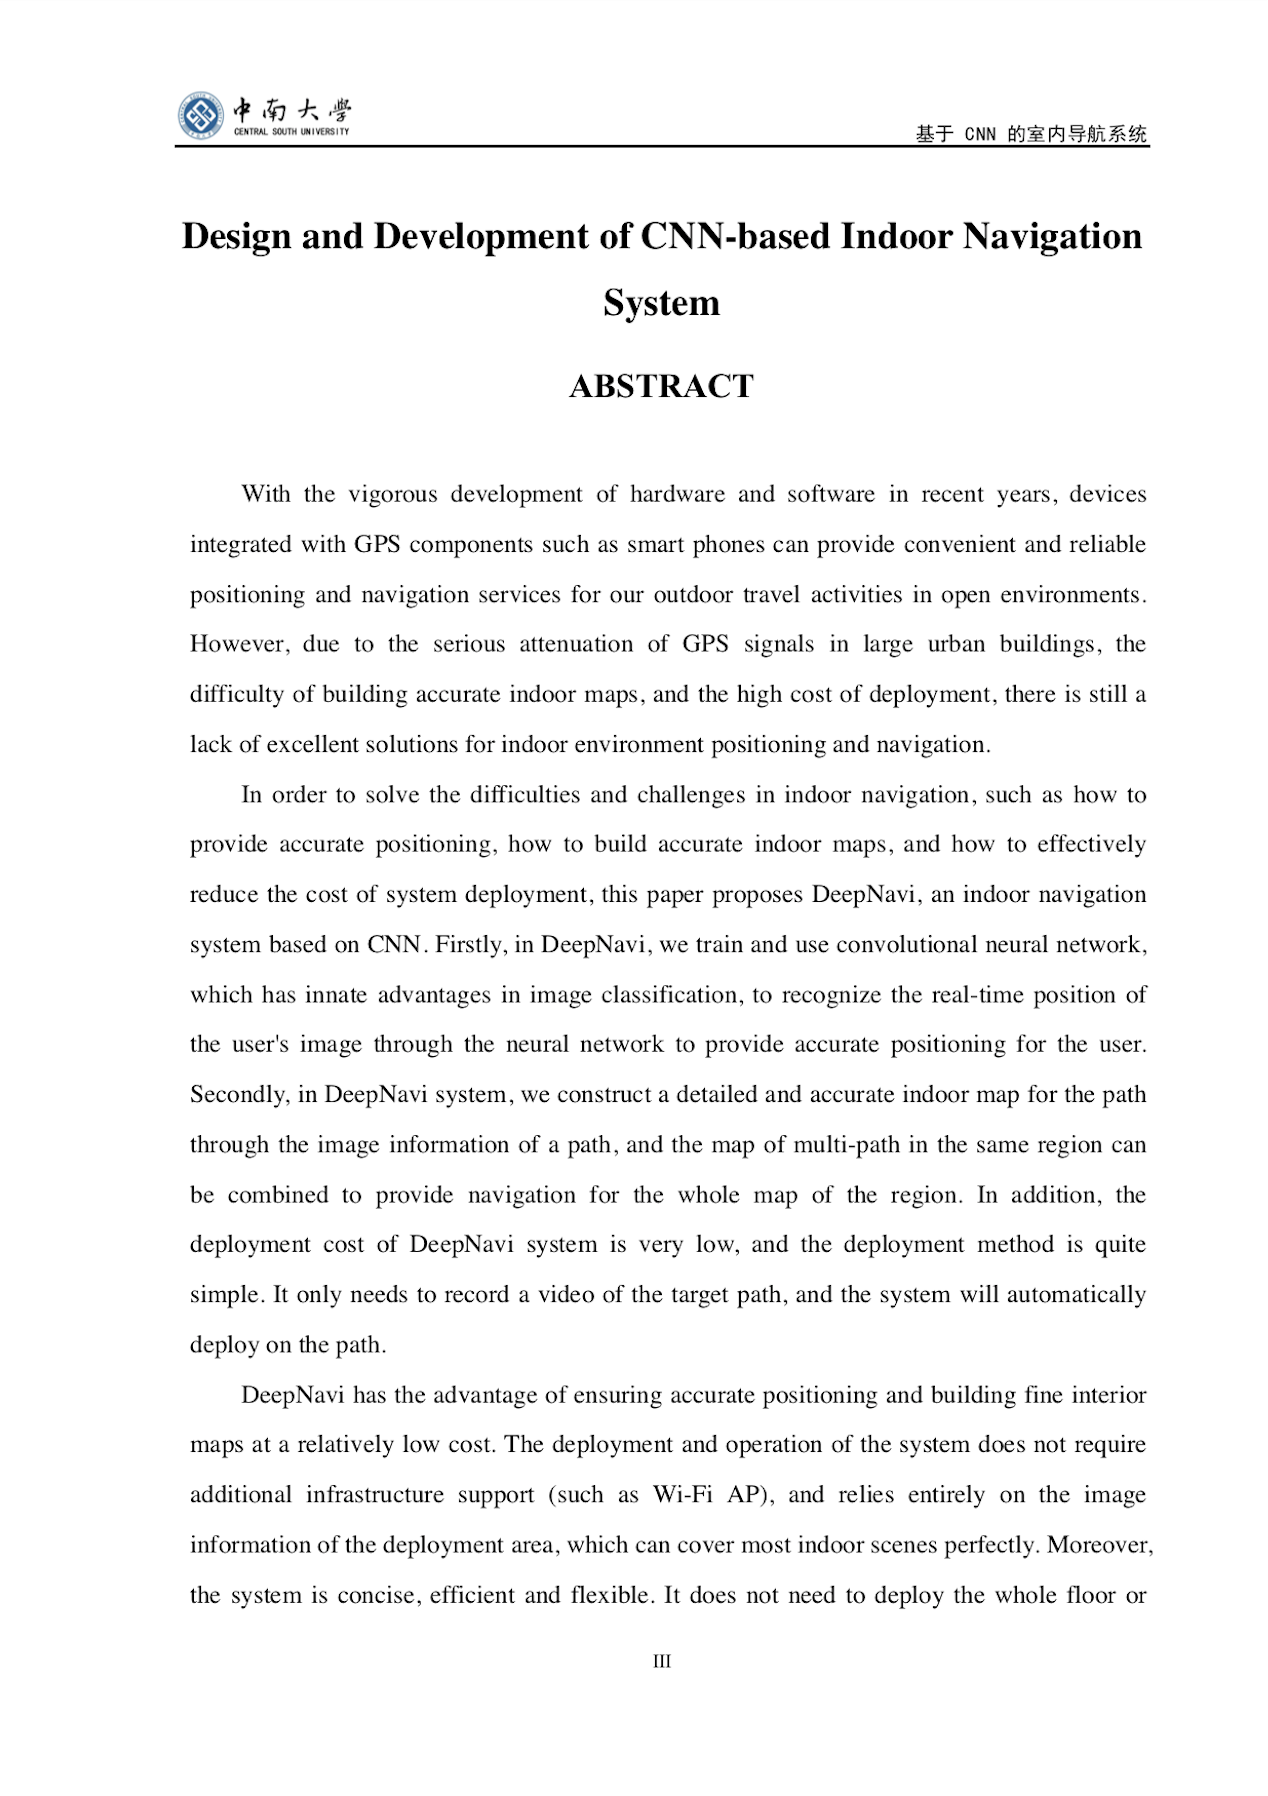 中南大学
CENTRAL SOUTH UNIVERSITY
基于 CNN 的室内导航系统
Design and Development of CNN-based Indoor Navigation
System
ABSTRACT
With the vigorous development of hardware and software in recent years, devices
integrated with GPS components such as smart phones can provide convenient and reliable
positioning and navigation services for our outdoor travel activities in open environments.
However, due to the serious attenuation of GPS signals in large urban buildings, the
difficulty of building accurate indoor maps, and the high cost of deployment, there is still a
lack of excellent solutions for indoor environment positioning and navigation.
In order to solve the difficulties and challenges in indoor navigation, such as how to
provide accurate positioning, how to build accurate indoor maps, and how to effectively
reduce the cost of system deployment, this paper proposes DeepNavi, an indoor navigation
system based on CNN. Firstly, in DeepNavi, we train and use convolutional neural network,
which has innate advantages in image classification, to recognize the real-time position of
the user's image through the neural network to provide accurate positioning for the user.
Secondly, in DeepNavi system, we construct a detailed and accurate indoor map for the path
through the image information of a path, and the map of multi-path in the same region can
be combined to provide navigation for the whole map of the region. In addition, the
deployment cost of DeepNavi system is very low, and the deployment method is quite
simple. It only needs to record a video of the target path, and the system will automatically
deploy on the path.
DeepNavi has the advantage of ensuring accurate positioning and building fine interior
maps at a relatively low cost. The deployment and operation of the system does not require
additional infrastructure support (such as Wi-Fi AP), and relies entirely on the image
information of the deployment area, which can cover most indoor scenes perfectly. Moreover,
the system is concise, efficient and flexible. It does not need to deploy the whole floor or
III